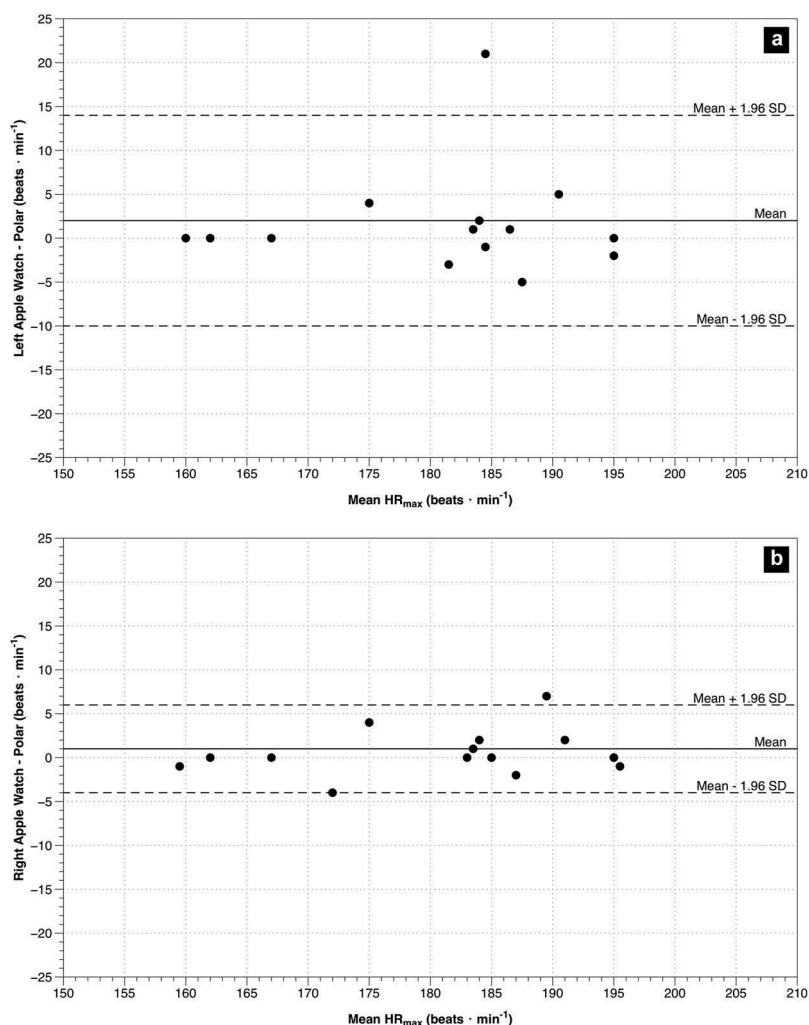 a
25
20
15
10
5
0
−5
−10
−15
−20
−25
Left Apple Watch - Polar (beats · min-1)
Mean + 1.96 SD
Mean
Mean - 1.96 SD
150 155 160 165 170 175 180 185 190 195 200 205 210
Mean HRmax (beats · min-1)
b
25
20
15
10
5
0
−5
−10
−15
−20
−25
Right Apple Watch - Polar (beats · min-1)
Mean + 1.96 SD
Mean
Mean - 1.96 SD
150 155 160 165 170 175 180 185 190 195 200 205 210
Mean HRmax (beats · min-1)